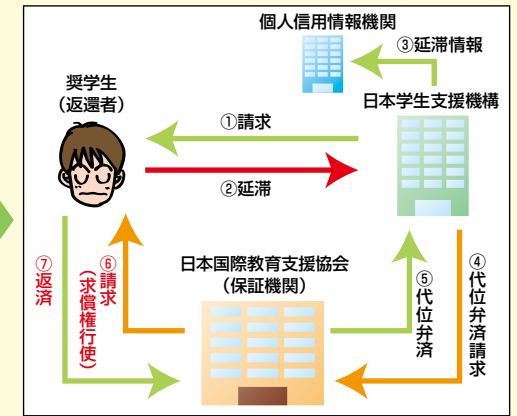 個人信用情報機関
③延滞情報
奨学生
(返還者)
日本学生支援機構
①請求
②延滞
日本国際教育支援協会
(保証機関)
⑦返済
⑥請求
(求償権行使)
⑤代位弁済
④代位弁済請求